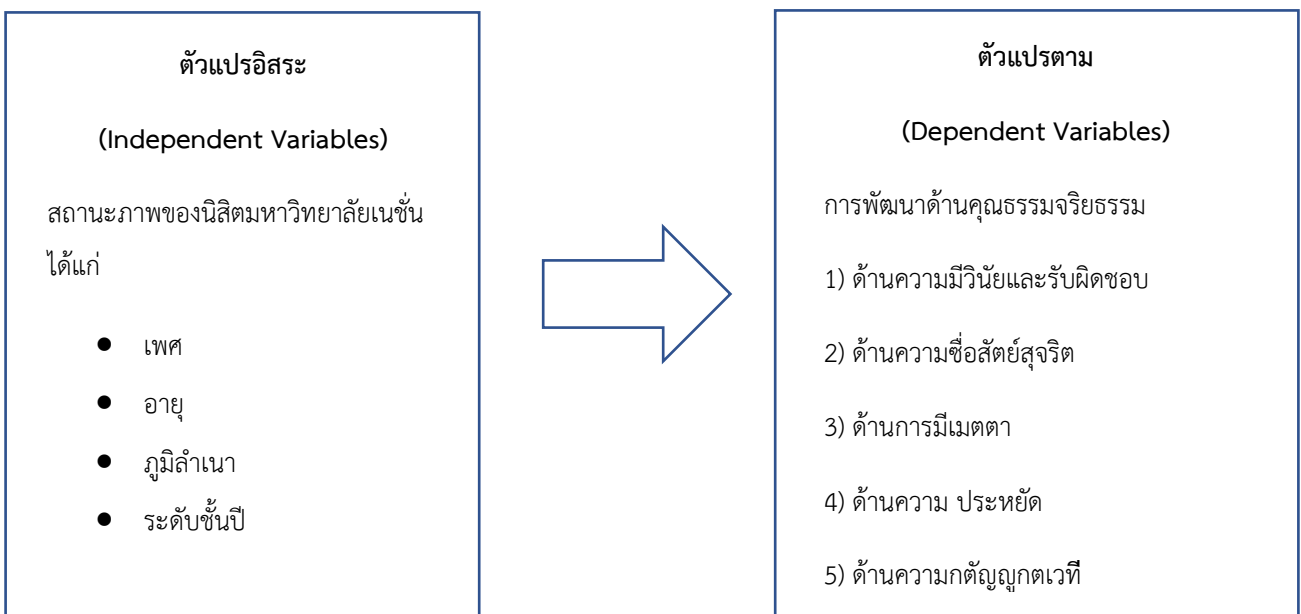 ตัวแปรอิสระ
(Independent Variables)
สถานะภาพของนิสิตมหาวิทยาลัยเนชั่น
ได้แก่
● เพศ
● อายุ
● ภูมิลำเนา
● ระดับชั้นปี
ตัวแปรตาม
(Dependent Variables)
การพัฒนาด้านคุณธรรมจริยธรรม
1) ด้านความมีวินัยและรับผิดชอบ
2) ด้านความซื่อสัตย์สุจริต
3) ด้านการมีเมตตา
4) ด้านความ ประหยัด
5) ด้านความกตัญญูกตเวที